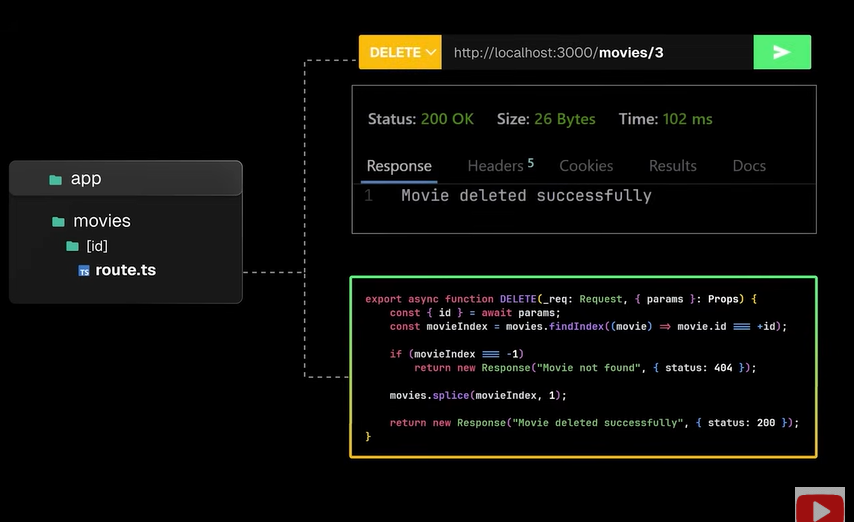 DELETE http://localhost:3000/movies/3
Status: 200 OK Size: 26 Bytes Time: 102 ms
Response Headers 5 Cookies Results Docs
1 Movie deleted successfully
app
movies
[id]
TS route.ts
export async function DELETE(_req: Request, { params }: Props) {
    const { id } = await params;
    const movieIndex = movies.findIndex((movie) => movie.id === +id);

    if (movieIndex === -1)
        return new Response("Movie not found", { status: 404 });

    movies.splice(movieIndex, 1);

    return new Response("Movie deleted successfully", { status: 200 });
}